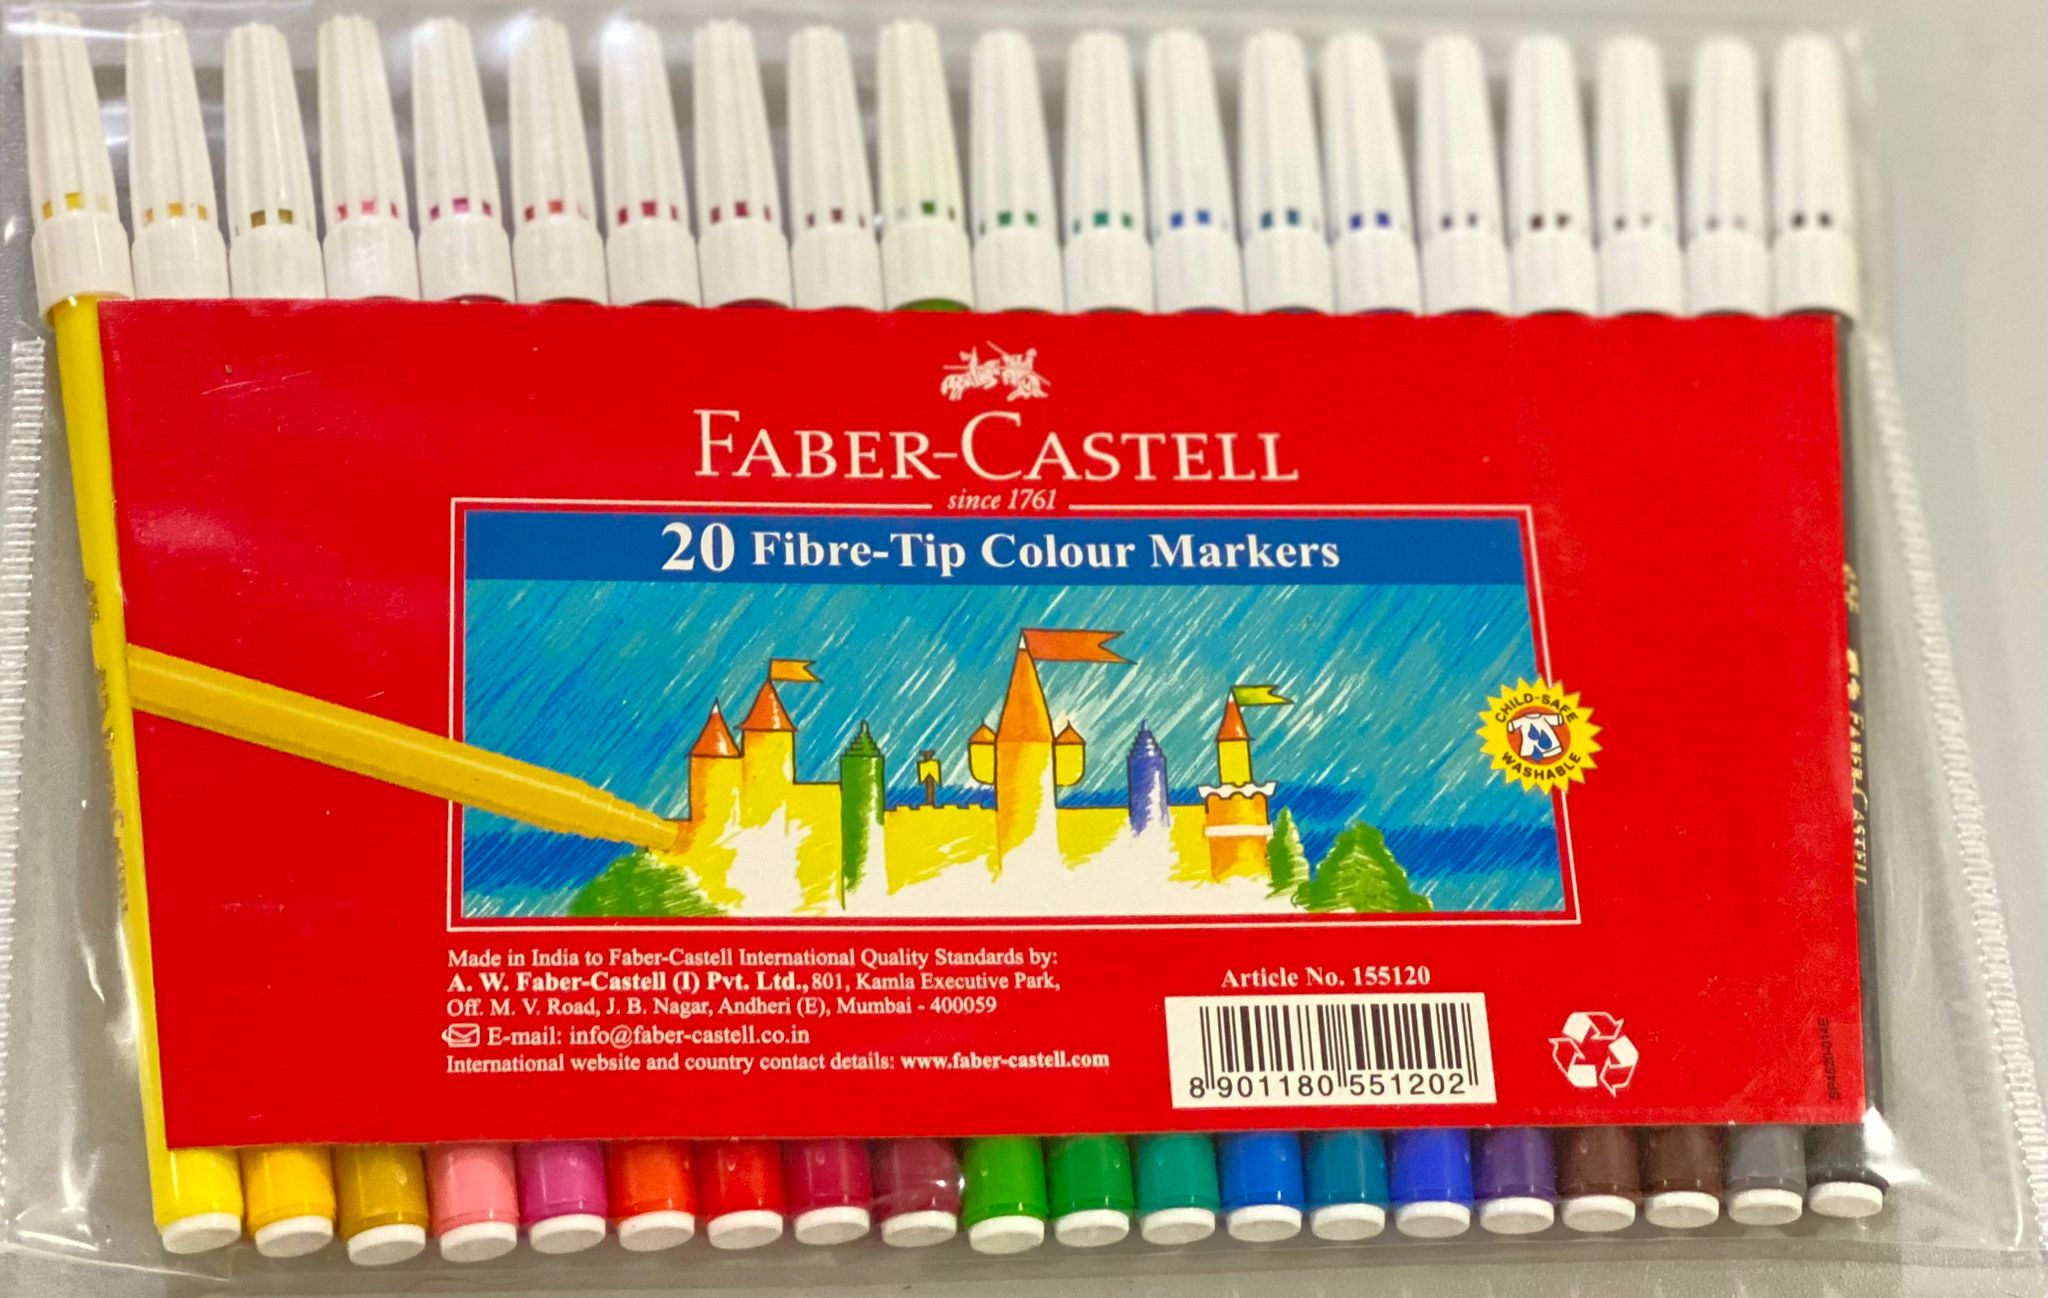 FABER-CASTELL
since 1761
20 Fibre-Tip Colour Markers
CHILD-SAFE
WASHABLE
Made in India to Faber-Castell International Quality Standards by:
A. W. Faber-Castell (I) Pvt. Ltd., 801, Kamla Executive Park,
Off. M. V. Road, J. B. Nagar, Andheri (E), Mumbai - 400059
E-mail: info@faber-castell.co.in
International website and country contact details: www.faber-castell.com
Article No. 155120
8 901180 551202
SP4620-014E
FABER-CASTELL